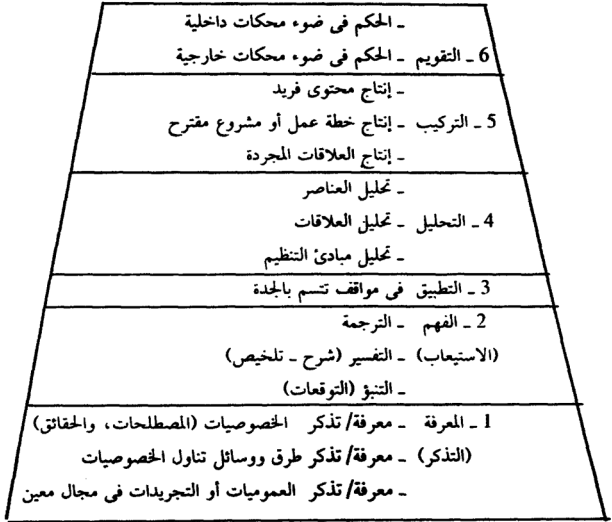 ـ الحكم فى ضوء محكات داخلية
6 ـ التقويم ـ الحكم فى ضوء محكات خارجية
ـ إنتاج محتوى فريد
5 ـ التركيب ـ إنتاج خطة عمل أو مشروع مقترح
ـ إنتاج العلاقات المجردة
ـ تحليل العناصر
4 ـ التحليل ـ تحليل العلاقات
ـ تحليل مبادئ التنظيم
3 ـ التطبيق فى مواقف تتسم بالجدة
2 ـ الفهم ـ الترجمة
(الاستيعاب) ـ التفسير (شرح ـ تلخيص)
ـ التنبؤ (التوقعات)
1 ـ المعرفة ـ معرفة/ تذكر الخصوصيات (المصطلحات، والحقائق)
(التذكر) ـ معرفة/ تذكر طرق ووسائل تناول الخصوصيات
ـ معرفة/ تذكر العموميات أو التجريدات فى مجال معين